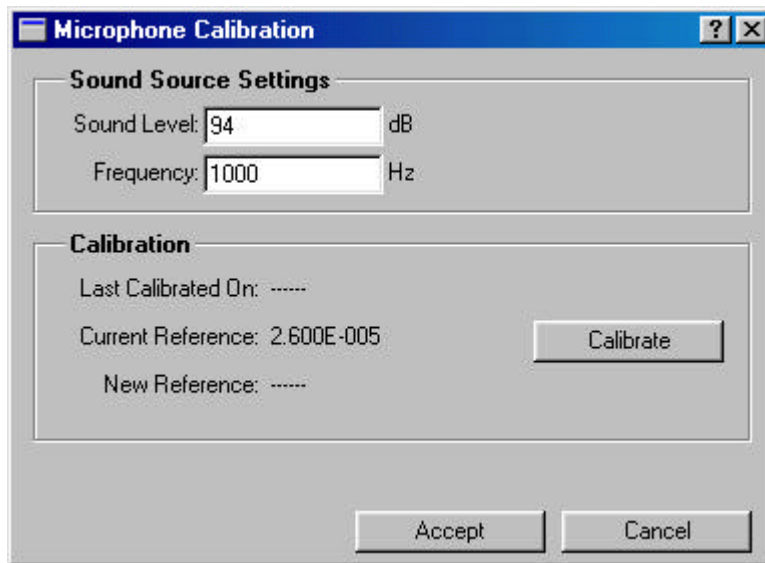 Microphone Calibration
Sound Source Settings
Sound Level: 94 dB
Frequency: 1000 Hz
Calibration
Last Calibrated On: ------
Current Reference: 2.600E-005
Calibrate
New Reference: ------
Accept Cancel